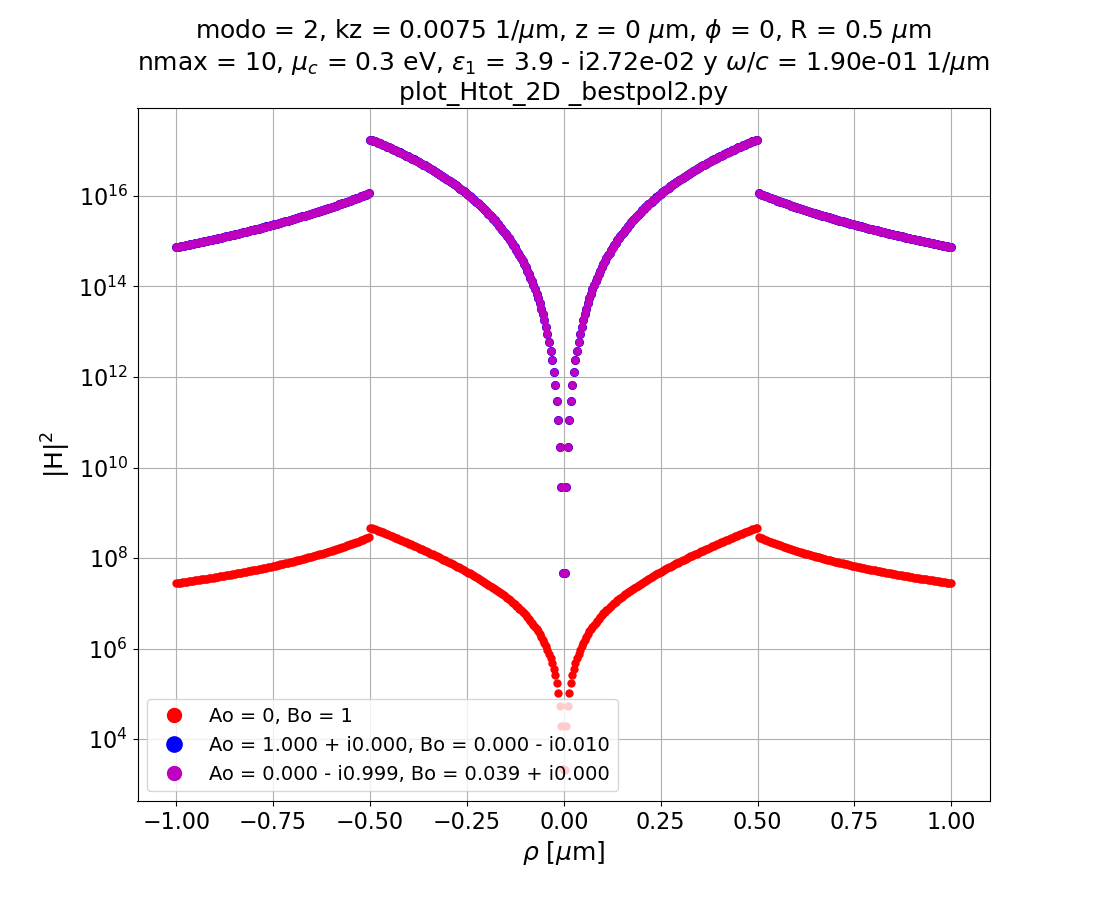 modo = 2, kz = 0.0075 1/μm, z = 0 μm, ϕ = 0, R = 0.5 μm
nmax = 10, μ_c = 0.3 eV, ε_1 = 3.9 - i2.72e-02 y ω/c = 1.90e-01 1/μm
plot_Htot_2D _bestpol2.py
|H|^2
10^16
10^14
10^12
10^10
10^8
10^6
10^4
Ao = 0, Bo = 1
Ao = 1.000 + i0.000, Bo = 0.000 - i0.010
Ao = 0.000 - i0.999, Bo = 0.039 + i0.000
−1.00 −0.75 −0.50 −0.25 0.00 0.25 0.50 0.75 1.00
ρ [μm]